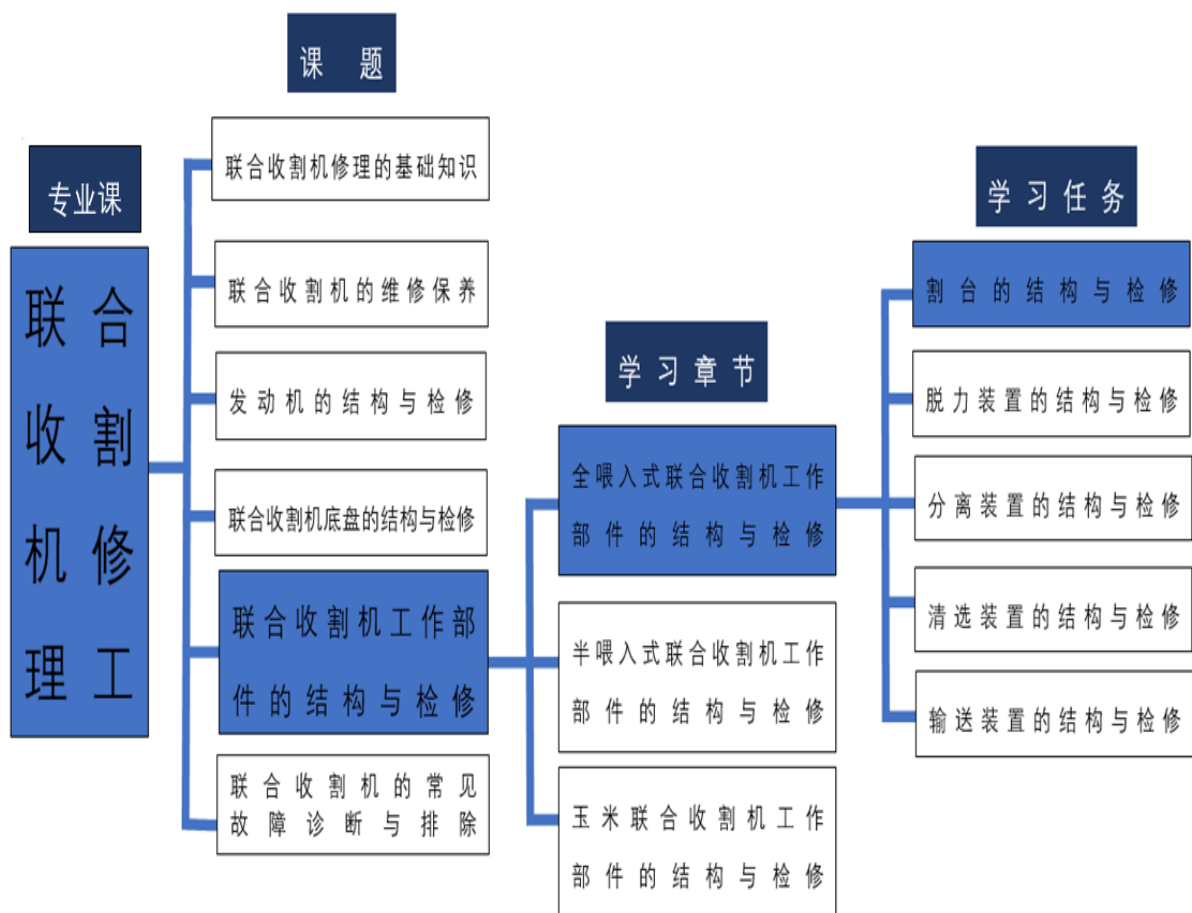 专业课
联合
收割
机修
理工
课题
联合收割机修理的基础知识
联合收割机的维修保养
发动机的结构与检修
联合收割机底盘的结构与检修
联合收割机工作部
件的结构与检修
联合收割机的常见
故障诊断与排除
学习章节
全喂入式联合收割机工作
部件的结构与检修
半喂入式联合收割机工作
部件的结构与检修
玉米联合收割机工作
部件的结构与检修
学习任务
割台的结构与检修
脱力装置的结构与检修
分离装置的结构与检修
清选装置的结构与检修
输送装置的结构与检修